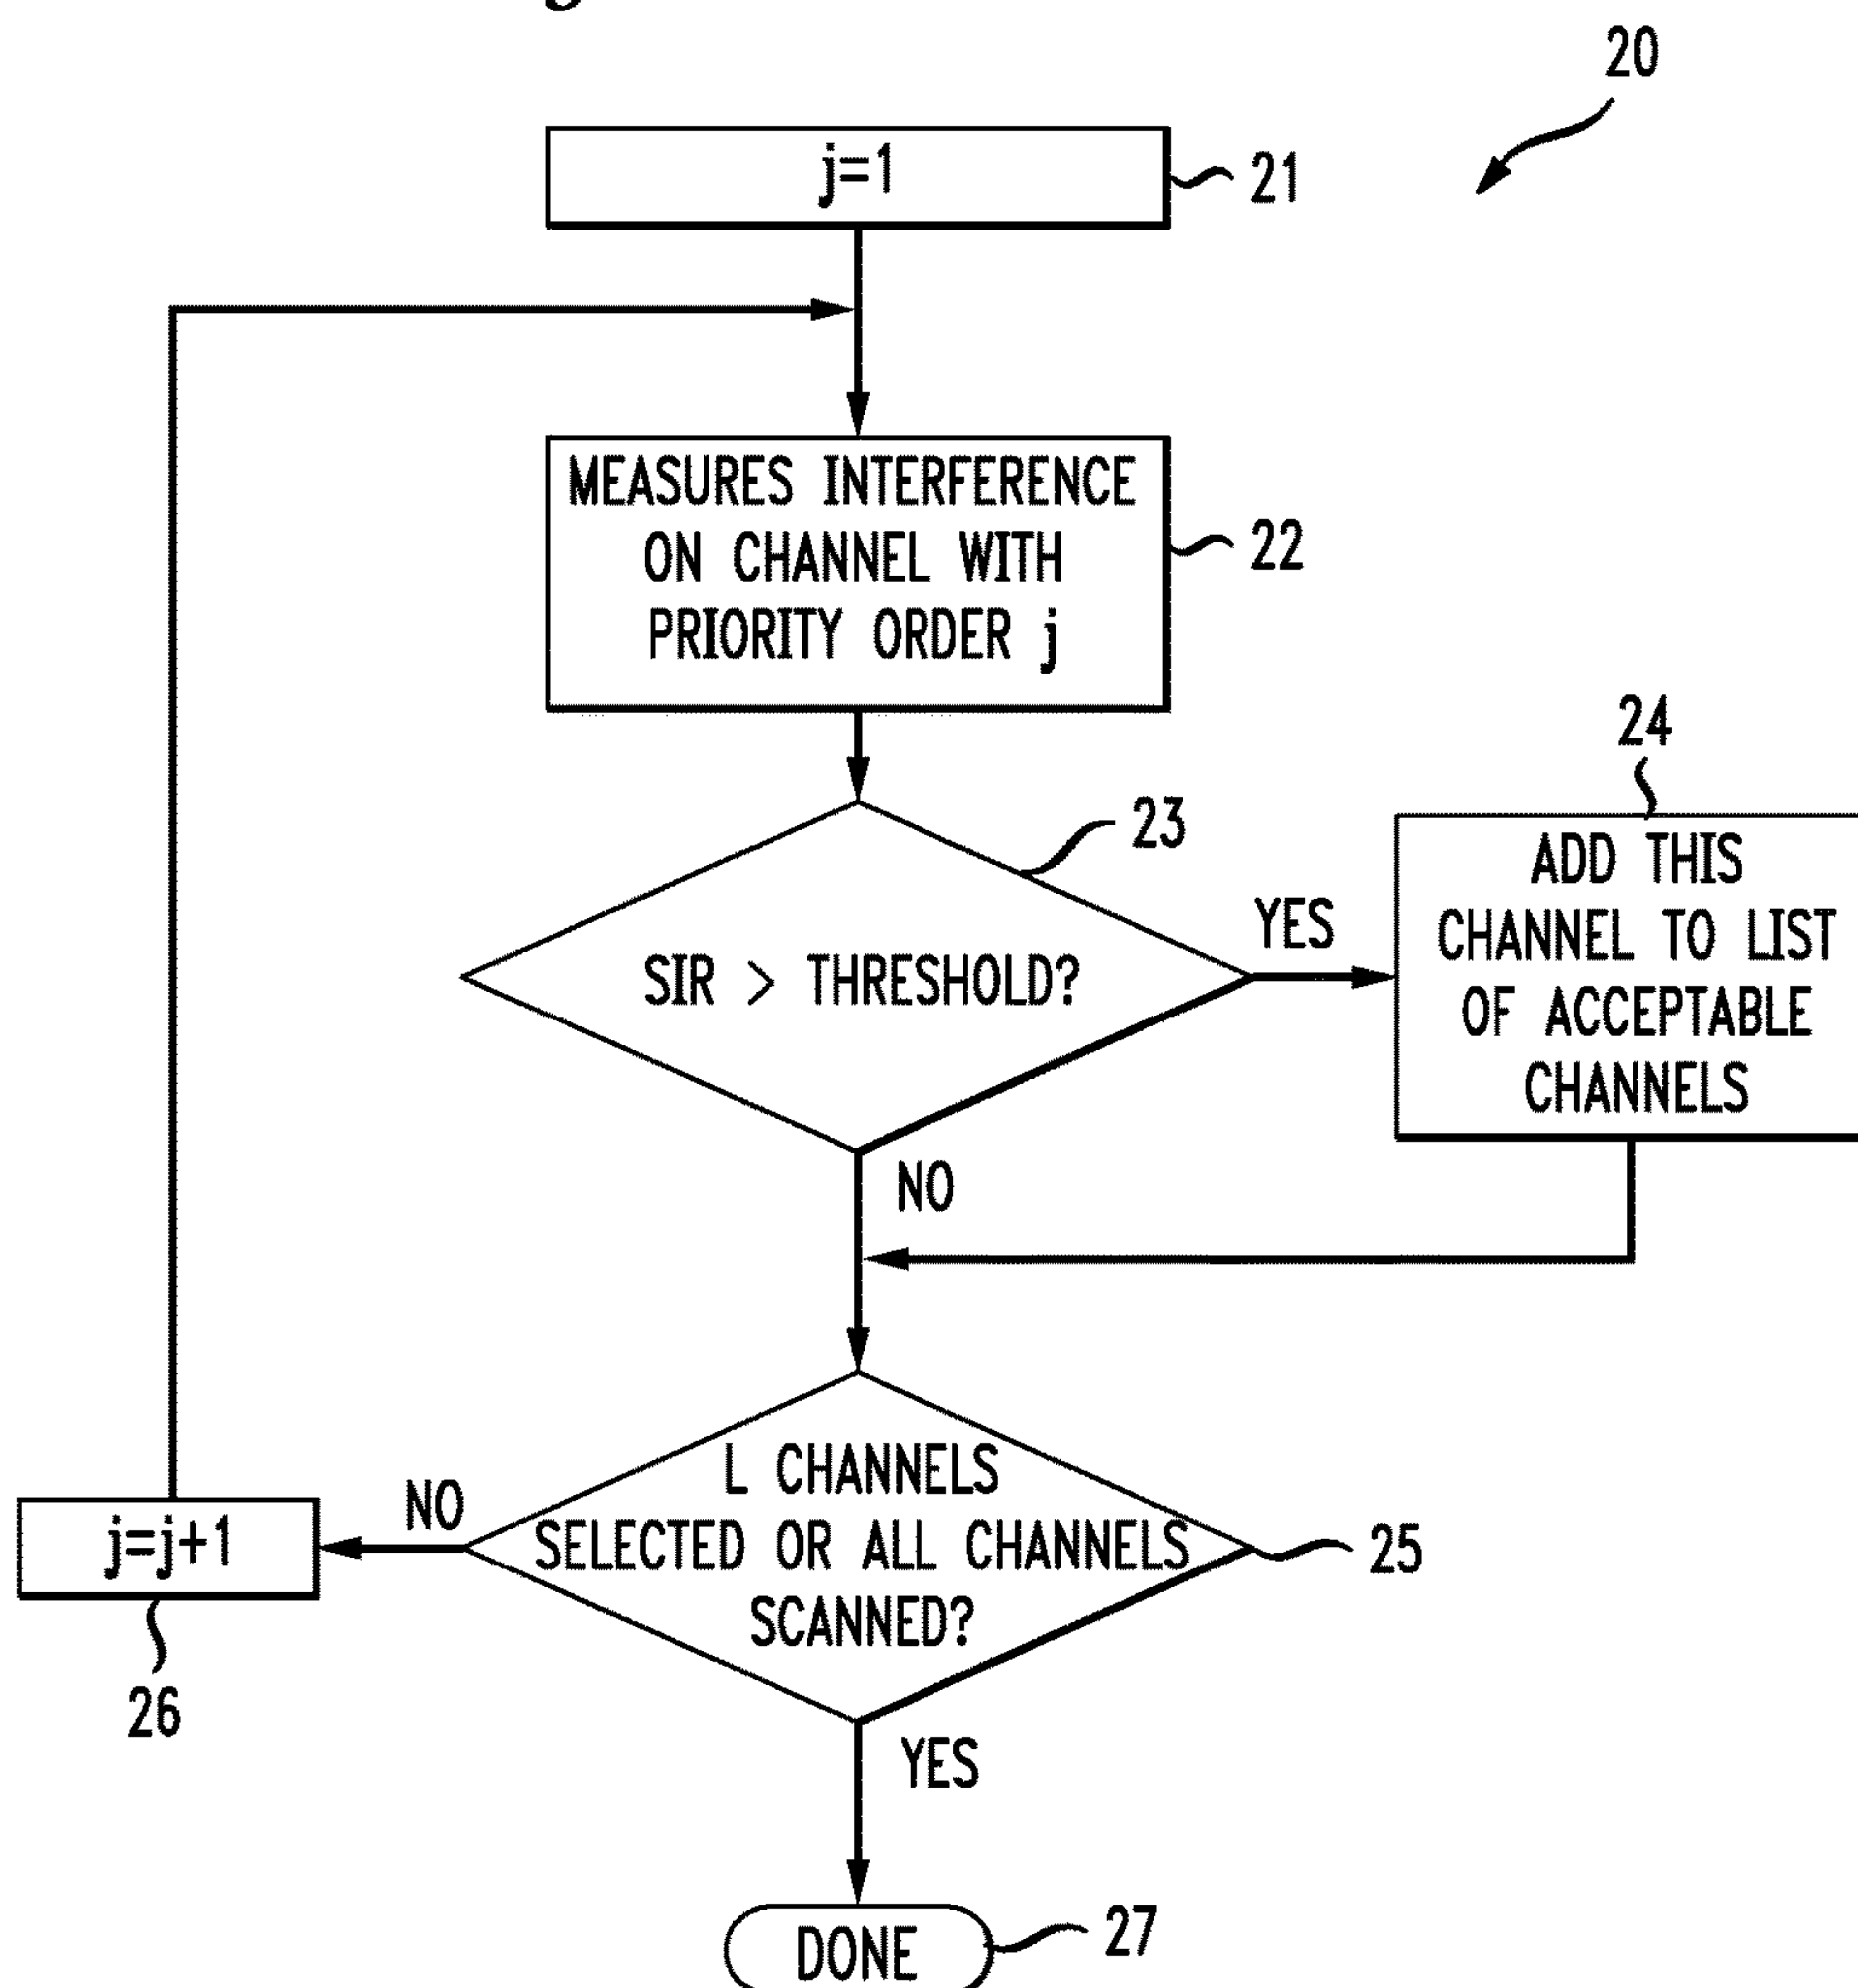 20
j=1
21
MEASURES INTERFERENCE
ON CHANNEL WITH
PRIORITY ORDER j
22
23
SIR > THRESHOLD?
YES
24
ADD THIS
CHANNEL TO LIST
OF ACCEPTABLE
CHANNELS
NO
L CHANNELS
SELECTED OR ALL CHANNELS
SCANNED?
25
NO
j=j+1
26
YES
DONE
27